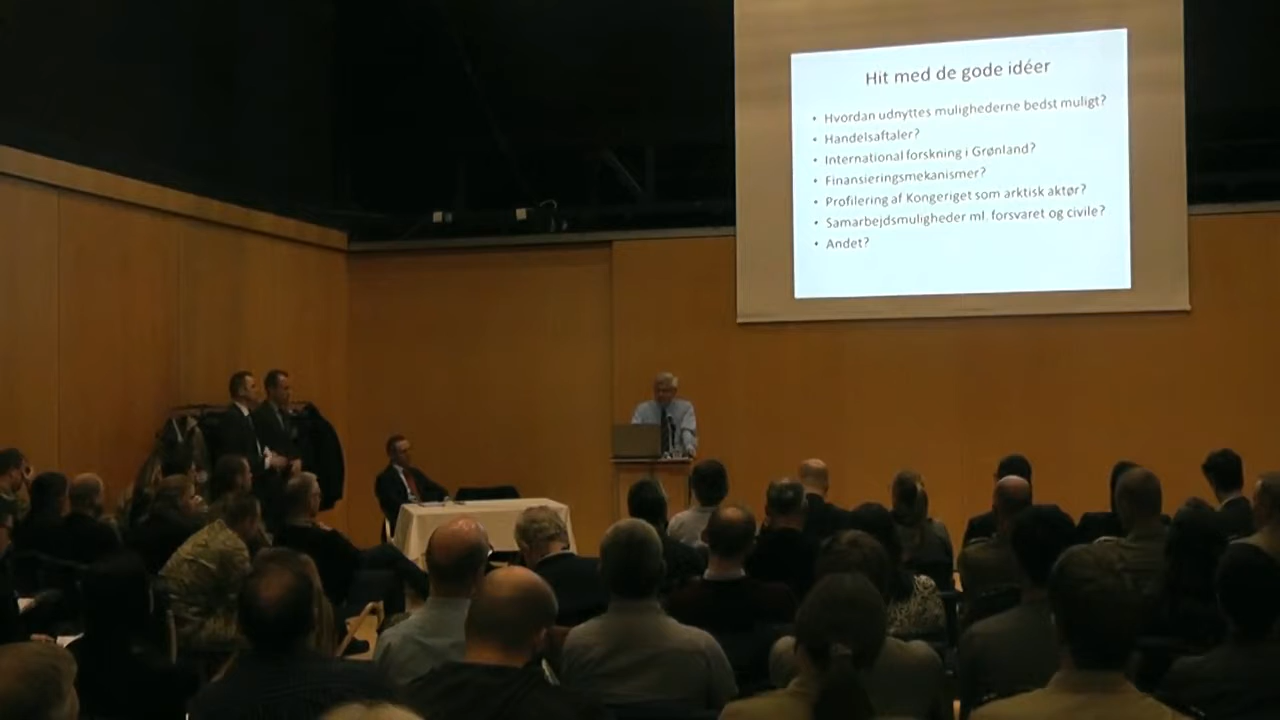 Hit med de gode idéer
• Hvordan udnyttes mulighederne bedst muligt?
• Handelsaftaler?
• International forskning i Grønland?
• Finansieringsmekanismer?
• Profilering af Kongeriget som arktisk aktør?
• Samarbejdsmuligheder ml. forsvaret og civile?
• Andet?